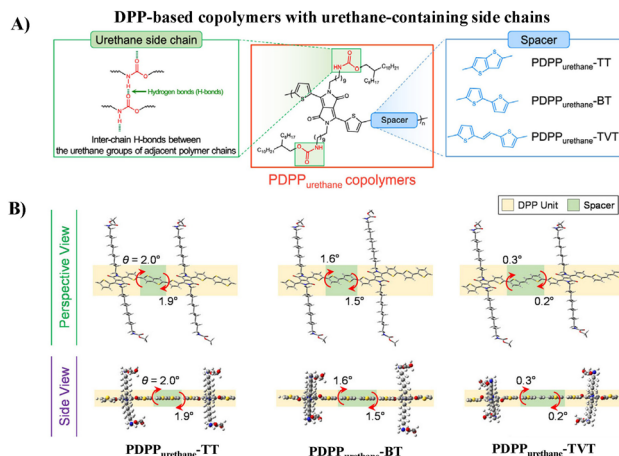 DPP-based copolymers with urethane-containing side chains
A)
Urethane side chain
Hydrogen bonds (H-bonds)
Inter-chain H-bonds between
the urethane groups of adjacent polymer chains
Spacer
PDPPurethane copolymers
Spacer
PDPPurethane-TT
PDPPurethane-BT
PDPPurethane-TVT
B)
DPP Unit Spacer
Perspective View
θ = 2.0° 1.9°
1.6° 1.5°
0.3° 0.2°
Side View
θ = 2.0° 1.9°
1.6° 1.5°
0.3° 0.2°
PDPPurethane-TT PDPPurethane-BT PDPPurethane-TVT